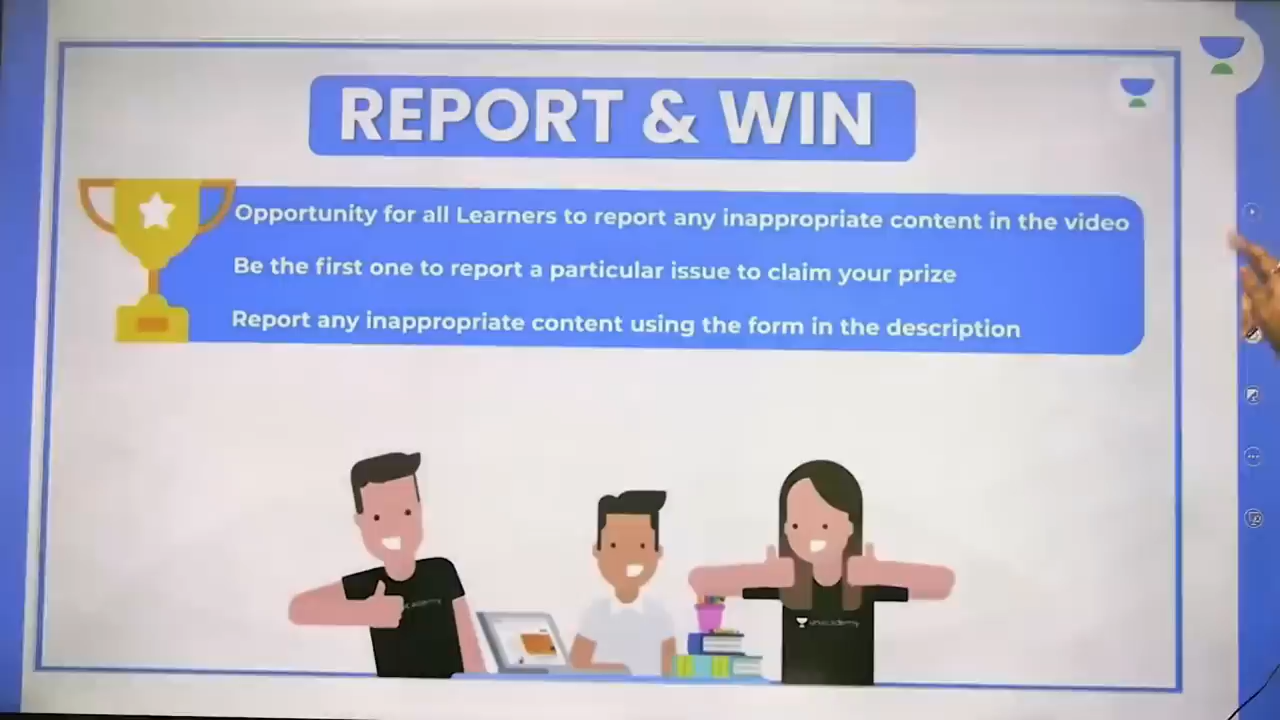 REPORT & WIN
Opportunity for all Learners to report any inappropriate content in the video
Be the first one to report a particular issue to claim your prize
Report any inappropriate content using the form in the description
unacademy